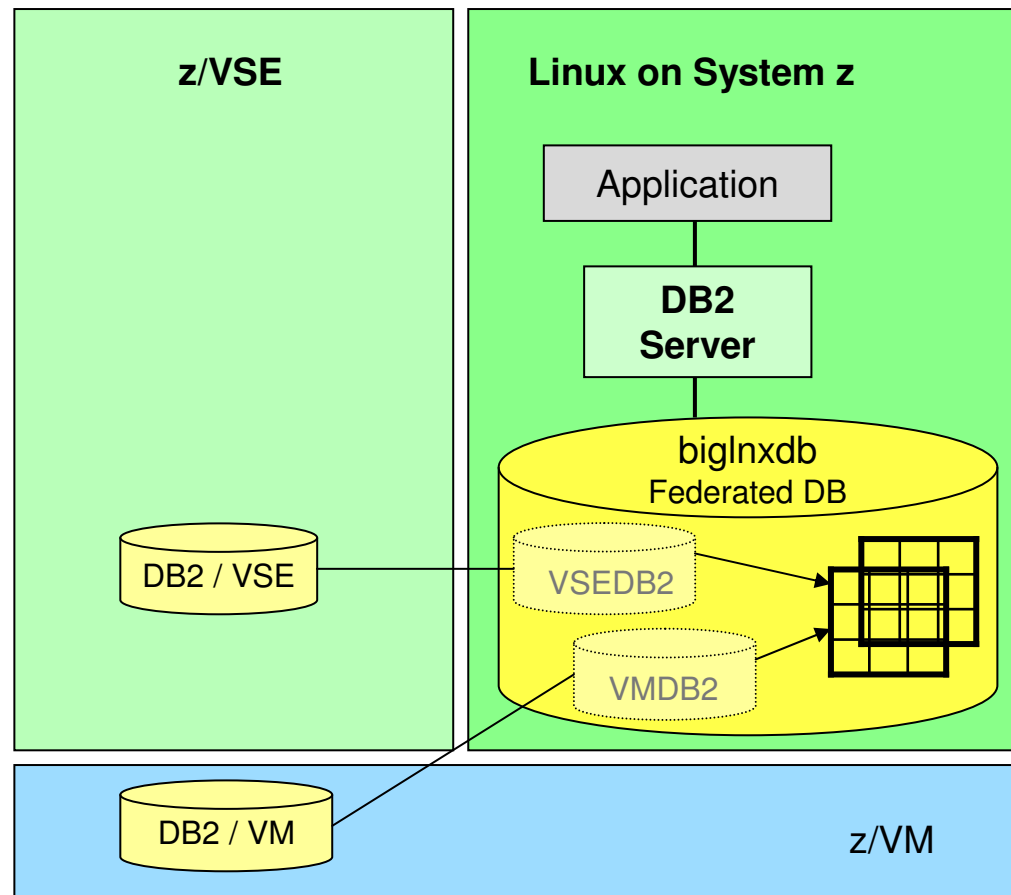 z/VSE
Linux on System z
Application
DB2
Server
biglnxdb
Federated DB
DB2 / VSE
VSEDB2
VMDB2
DB2 / VM
z/VM